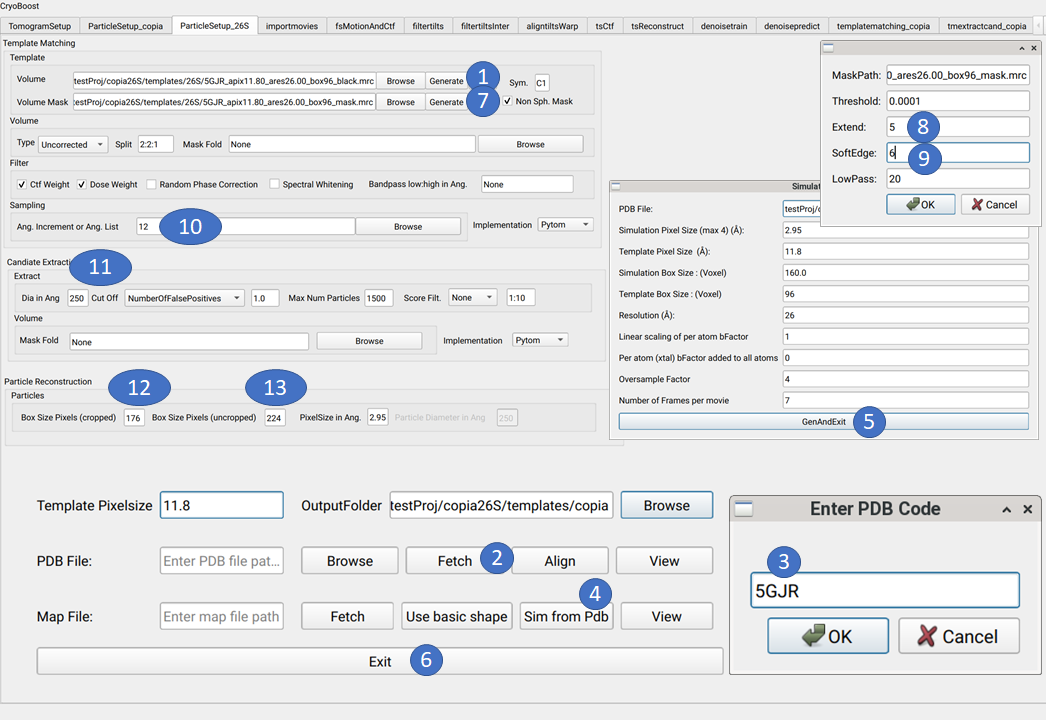 CryoBoost
TomogramSetup ParticleSetup_copia ParticleSetup_26S importmovies fsMotionAndCtf filtertilts filtertiltsInter aligntiltsWarp tsCtf tsReconstruct denoisetrain denoisepredict templatematching_copia tmextractcand_copia
Template Matching
Template
Volume testProj/copia26S/templates/26S/5GJR_apix11.80_ares26.00_box96_black.mrc Browse Generate 1 Sym. C1
Volume Mask testProj/copia26S/templates/26S/5GJR_apix11.80_ares26.00_box96_mask.mrc Browse Generate 7 Non Sph. Mask
Volume
Type Uncorrected Split 2:2:1 Mask Fold None Browse
Filter
Ctf Weight Dose Weight Random Phase Correction Spectral Whitening Bandpass low:high in Ang. None
Sampling
Ang. Increment or Ang. List 12 10 Browse Implementation Pytom
Candiate Extracti 11
Extract
Dia in Ang 250 Cut Off NumberOfFalsePositives 1.0 Max Num Particles 1500 Score Filt. None 1:10
Volume
Mask Fold None Browse Implementation Pytom
Particle Reconstruction 12 13
Particles
Box Size Pixels (cropped) 176 Box Size Pixels (uncropped) 224 PixelSize in Ang. 2.95 Particle Diameter in Ang 250
MaskPath: 0_ares26.00_box96_mask.mrc
Threshold: 0.0001
Extend: 5 8
SoftEdge: 6 9
LowPass: 20
OK Cancel
Simulat
PDB File: testProj/c
Simulation Pixel Size (max 4) (Å): 2.95
Template Pixel Size (Å): 11.8
Simulation Box Size : (Voxel) 160.0
Template Box Size : (Voxel) 96
Resolution (Å): 26
Linear scaling of per atom bFactor 1
Per atom (xtal) bFactor added to all atoms 0
Oversample Factor 4
Number of Frames per movie 7
GenAndExit 5
Template Pixelsize 11.8 OutputFolder testProj/copia26S/templates/copia Browse
PDB File: Enter PDB file pat... Browse Fetch 2 Align View
4
Map File: Enter map file path Fetch Use basic shape Sim from Pdb View
Exit 6
Enter PDB Code
3
5GJR
OK Cancel